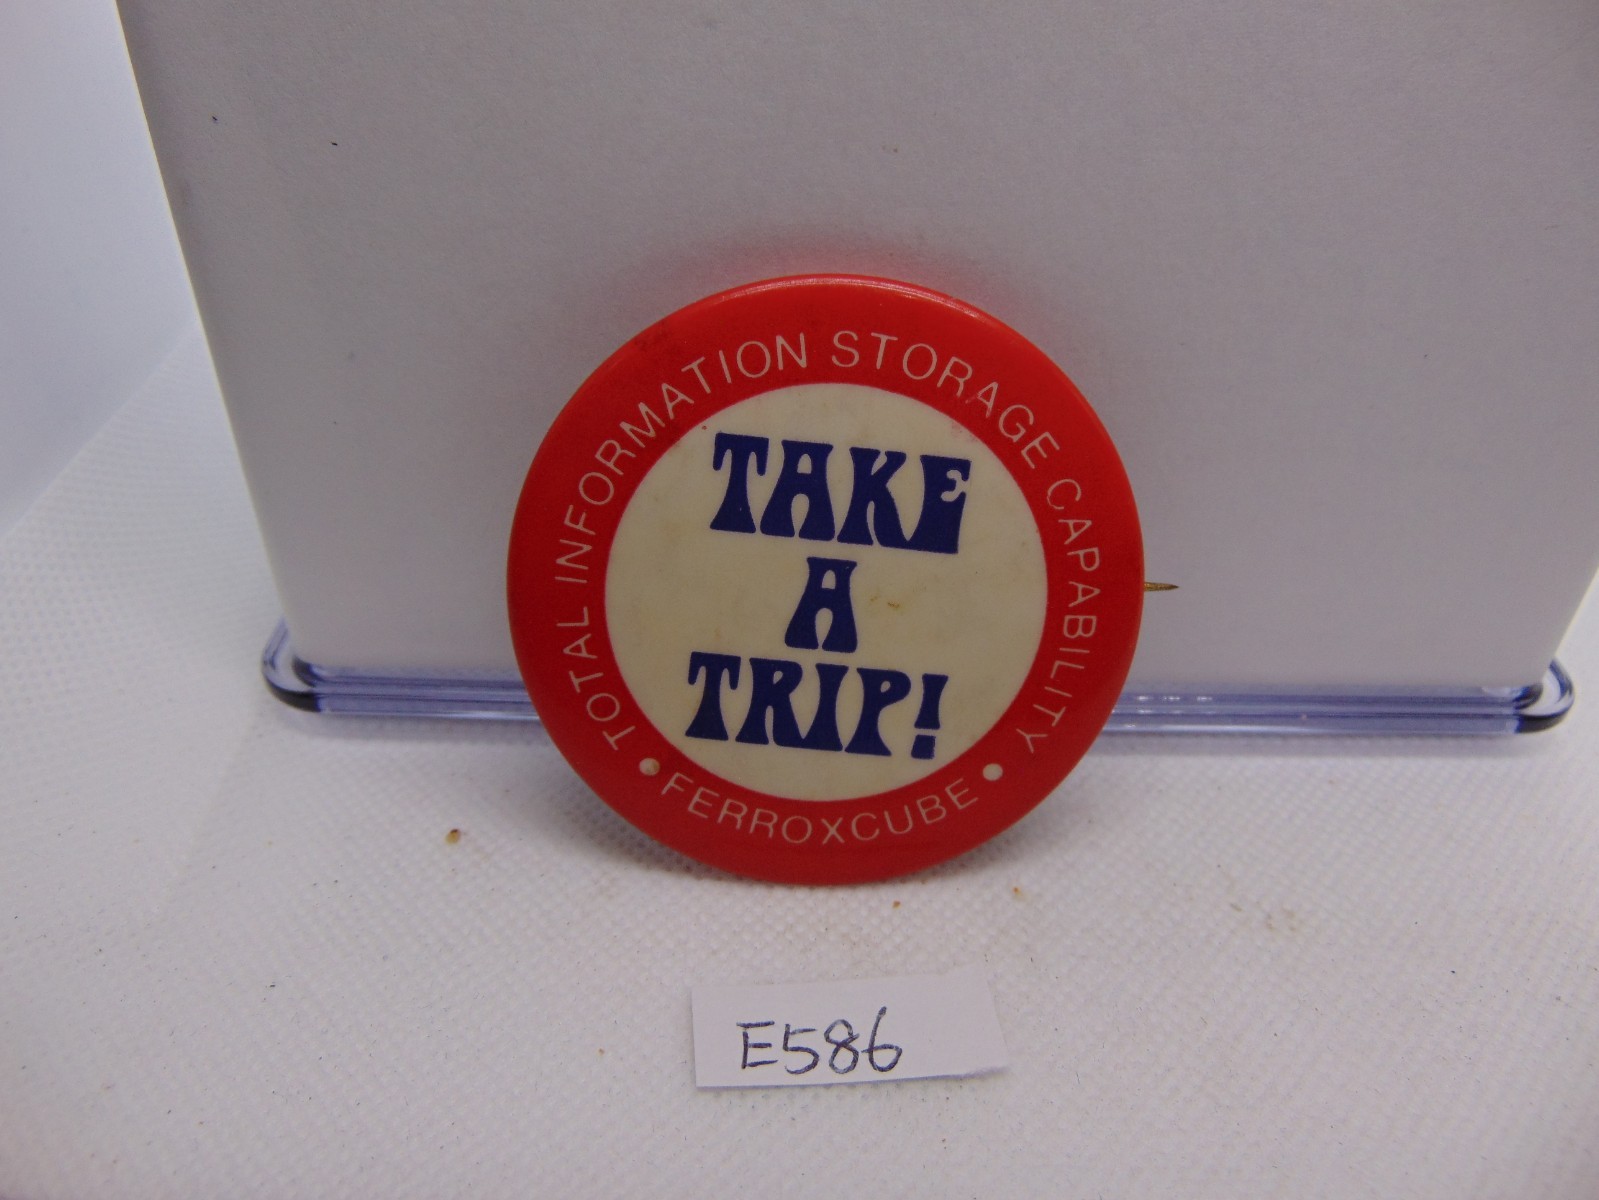 TOTAL INFORMATION STORAGE CAPABILITY
TAKE
A
TRIP!
• FERROXCUBE •
E586